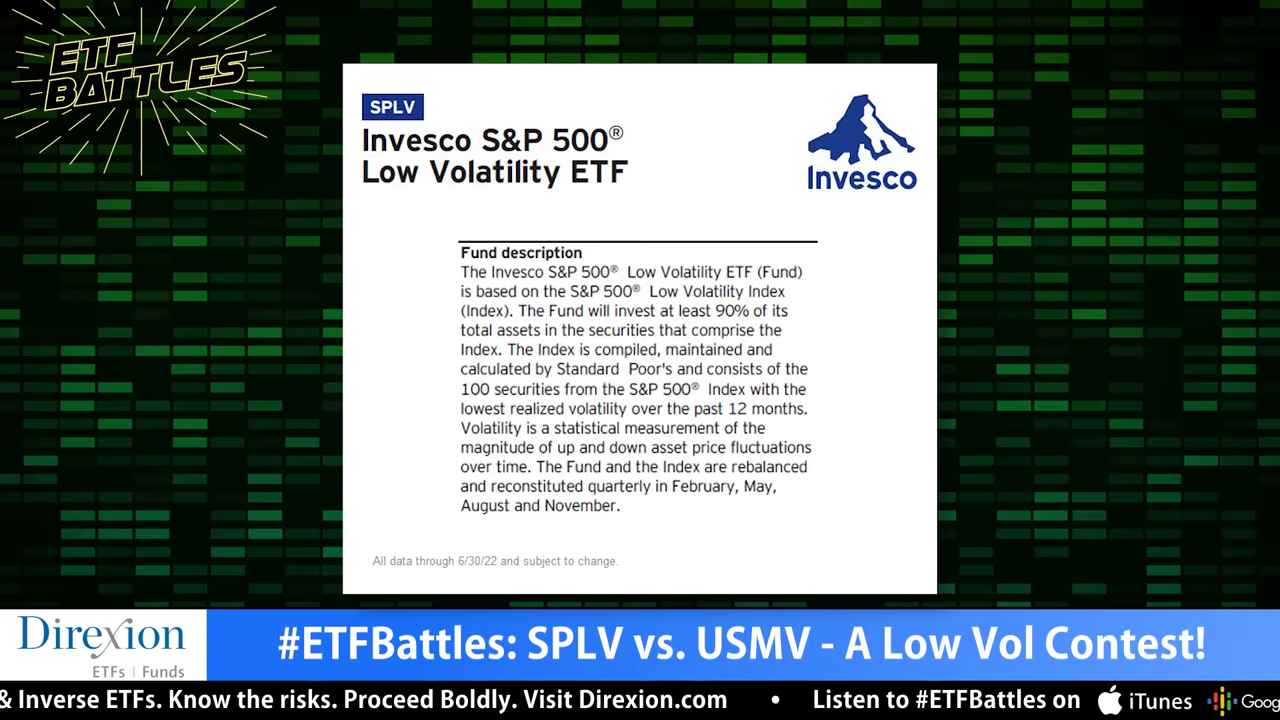 ETF
BATTLES
SPLV
Invesco S&P 500®
Low Volatility ETF
Invesco
Fund description
The Invesco S&P 500® Low Volatility ETF (Fund)
is based on the S&P 500® Low Volatility Index
(Index). The Fund will invest at least 90% of its
total assets in the securities that comprise the
Index. The Index is compiled, maintained and
calculated by Standard Poor's and consists of the
100 securities from the S&P 500® Index with the
lowest realized volatility over the past 12 months.
Volatility is a statistical measurement of the
magnitude of up and down asset price fluctuations
over time. The Fund and the Index are rebalanced
and reconstituted quarterly in February, May,
August and November.
All data through 6/30/22 and subject to change.
Direxion
ETFs | Funds
#ETFBattles: SPLV vs. USMV - A Low Vol Contest!
& Inverse ETFs. Know the risks. Proceed Boldly. Visit Direxion.com • Listen to #ETFBattles on iTunes Goog